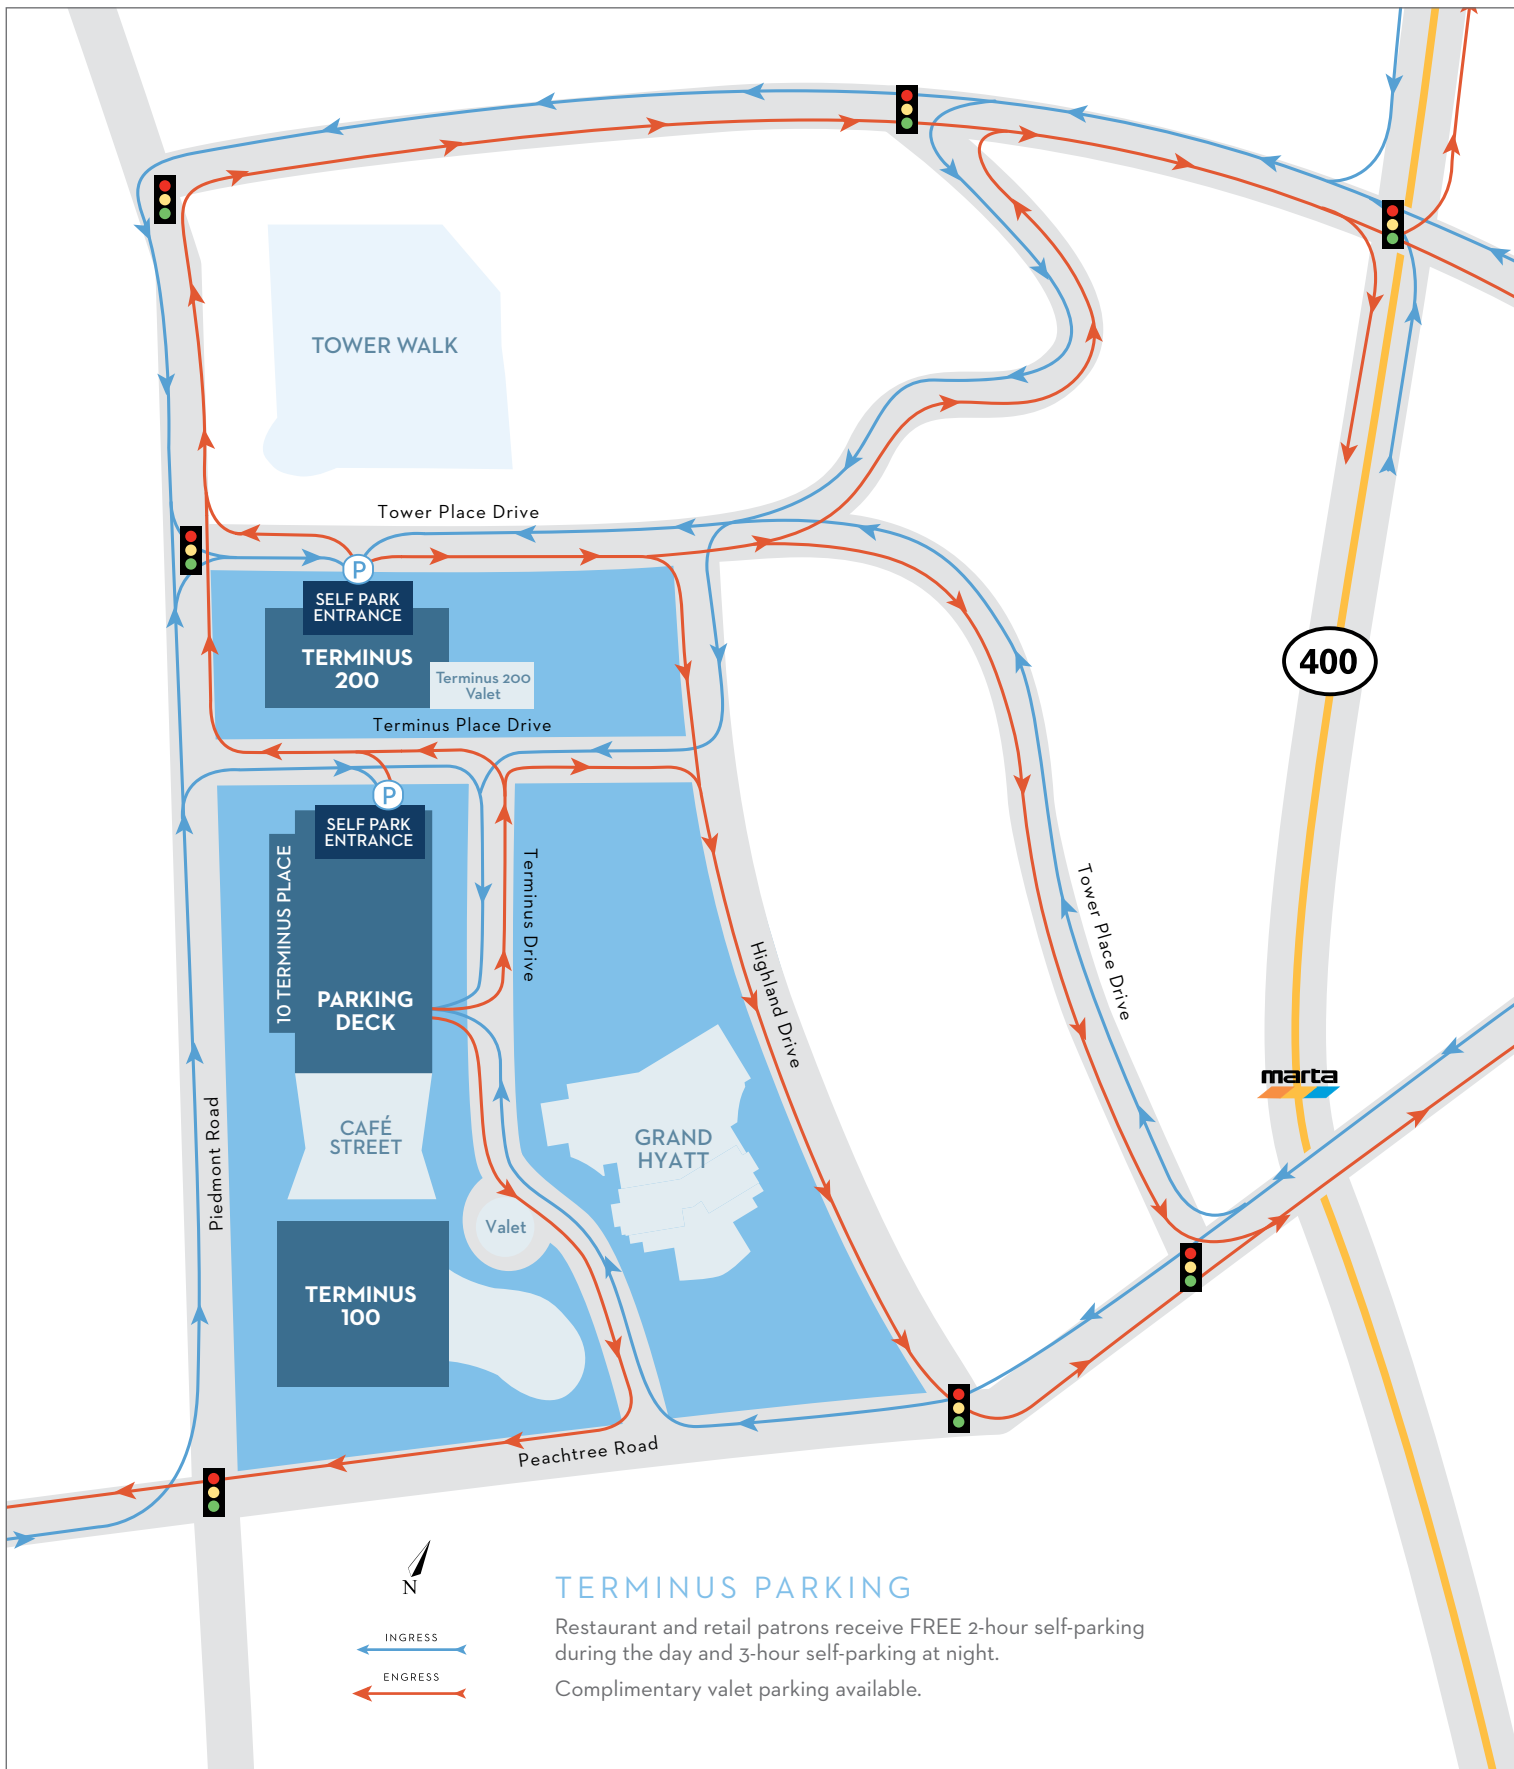 TOWER WALK
Tower Place Drive
P
SELF PARK
ENTRANCE
TERMINUS
200
Terminus 200
Valet
400
Terminus Place Drive
P
SELF PARK
ENTRANCE
10 TERMINUS PLACE
PARKING
DECK
Terminus Drive
Highland Drive
Tower Place Drive
marta
Piedmont Road
CAFÉ
STREET
GRAND
HYATT
Valet
TERMINUS
100
Peachtree Road
N
INGRESS
ENGRESS
TERMINUS PARKING
Restaurant and retail patrons receive FREE 2-hour self-parking
during the day and 3-hour self-parking at night.
Complimentary valet parking available.